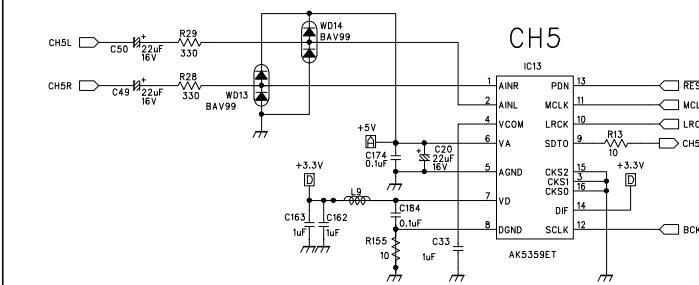 CH5
IC13
CH5L
C50
+
22uF
16V
R29
330
WD14
BAV99
CH5R
C49
+
22uF
16V
R28
330
WD13
BAV99
1 AINR
2 AINL
4 VCOM
6 VA
5 AGND
7 VD
8 DGND
PDN 13
MCLK 11
LRCK 10
SDTO 9
CKS2 15
CKS1 3
CKS0 16
DIF 14
SCLK 12
AK5359ET
RES
MCL
LRC
R13
10
CH5
+3.3V
D
BCK
+5V
A
C174
0.1uF
+
C20
22uF
16V
+3.3V
D
L9
C163
1uF
C162
1uF
C184
0.1uF
R155
10
C33
1uF